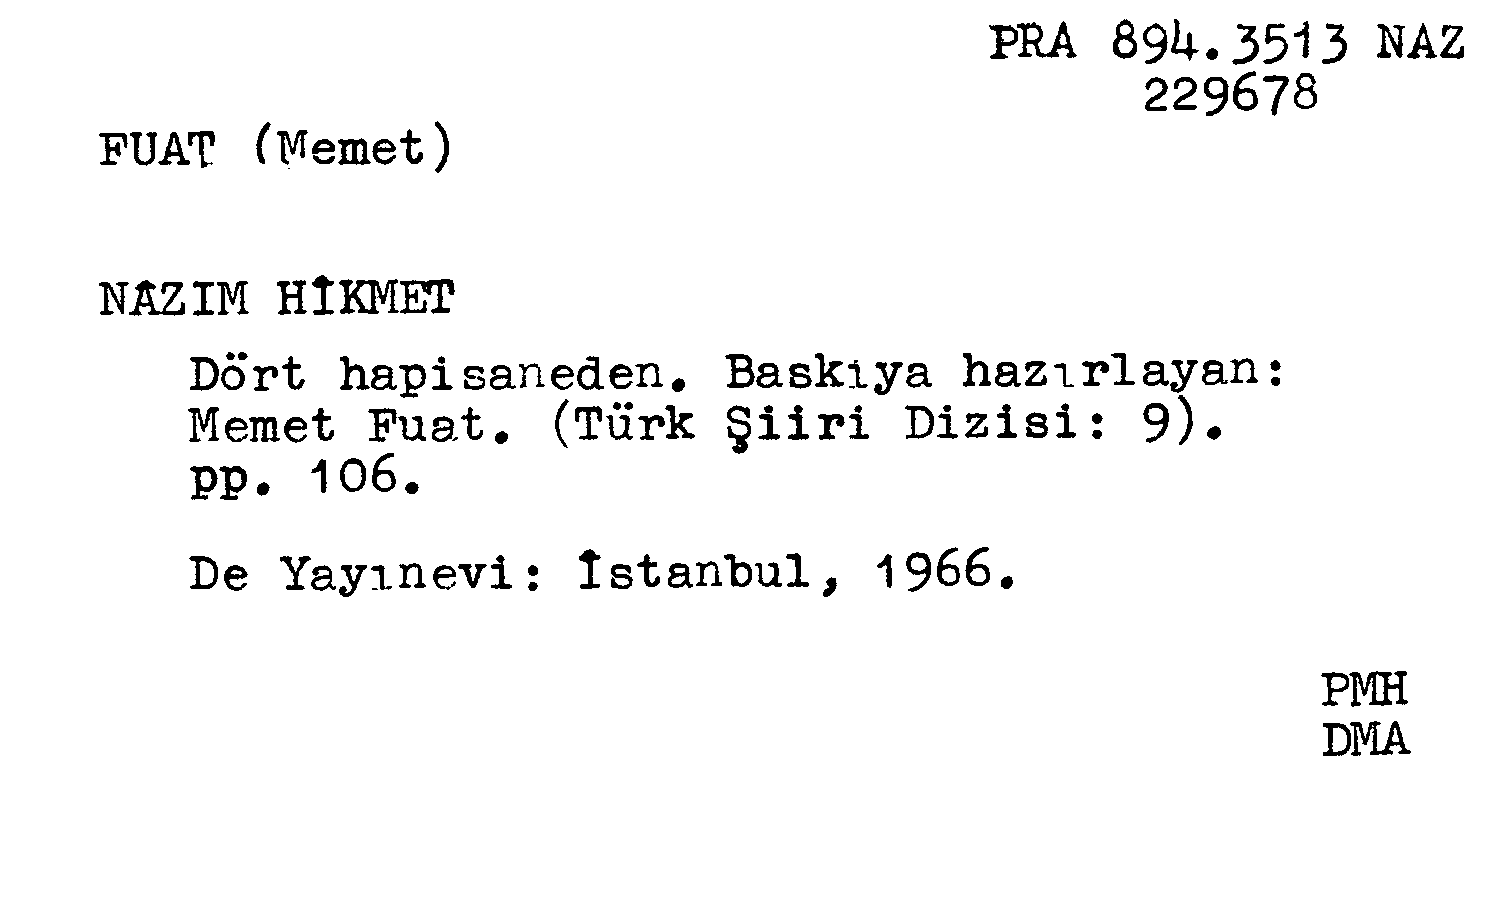 PRA 894.3513 NAZ
229678
FUAT (Memet)
NÂZIM HİKMET
Dört hapisaneden. Baskıya hazırlayan:
Memet Fuat. (Türk Şiiri Dizisi: 9).
pp. 106.
De Yayınevi: İstanbul, 1966.
PMH
DMA